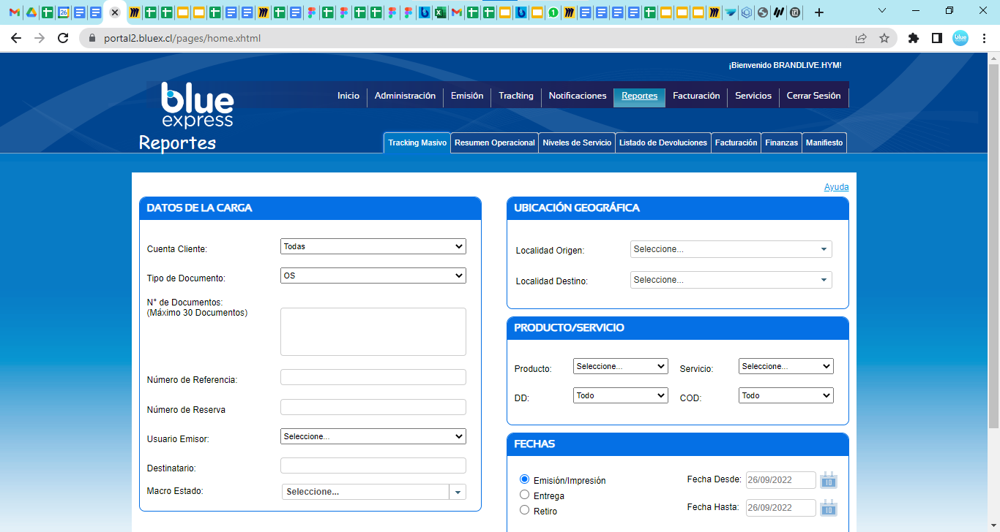 portal2.bluex.cl/pages/home.xhtml
¡Bienvenido BRANDLIVE.HYM!
blue
express
Inicio Administración Emisión Tracking Notificaciones Reportes Facturación Servicios Cerrar Sesión
Reportes
Tracking Masivo Resumen Operacional Niveles de Servicio Listado de Devoluciones Facturación Finanzas Manifiesto
Ayuda
DATOS DE LA CARGA
Cuenta Cliente: Todas
Tipo de Documento: OS
N° de Documentos:
(Máximo 30 Documentos)
Número de Referencia:
Número de Reserva
Usuario Emisor: Seleccione...
Destinatario:
Macro Estado: Seleccione...
UBICACIÓN GEOGRÁFICA
Localidad Origen: Seleccione...
Localidad Destino: Seleccione...
PRODUCTO/SERVICIO
Producto: Seleccione... Servicio: Seleccione...
DD: Todo COD: Todo
FECHAS
Emisión/Impresión
Entrega
Retiro
Fecha Desde: 26/09/2022
Fecha Hasta: 26/09/2022